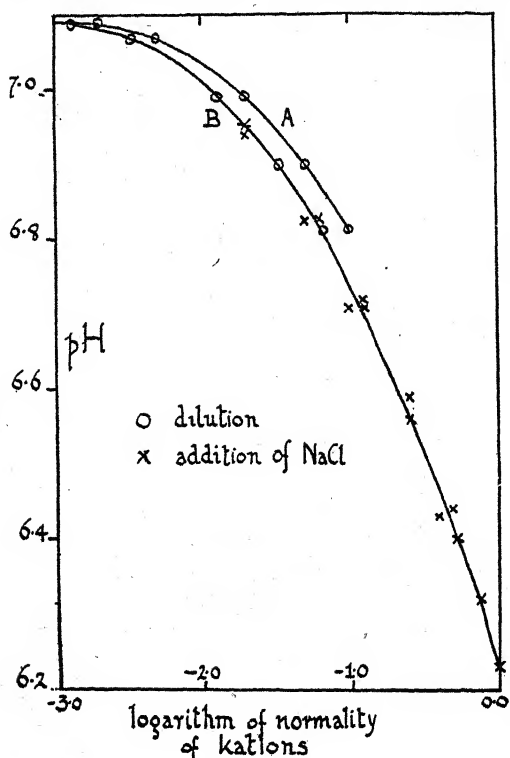 7.0
B
A
6.8
pH
6.6
o dilution
x addition of NaCl
6.4
6.2
-3.0
-2.0
-1.0
0.0
logarithm of normality
of kations